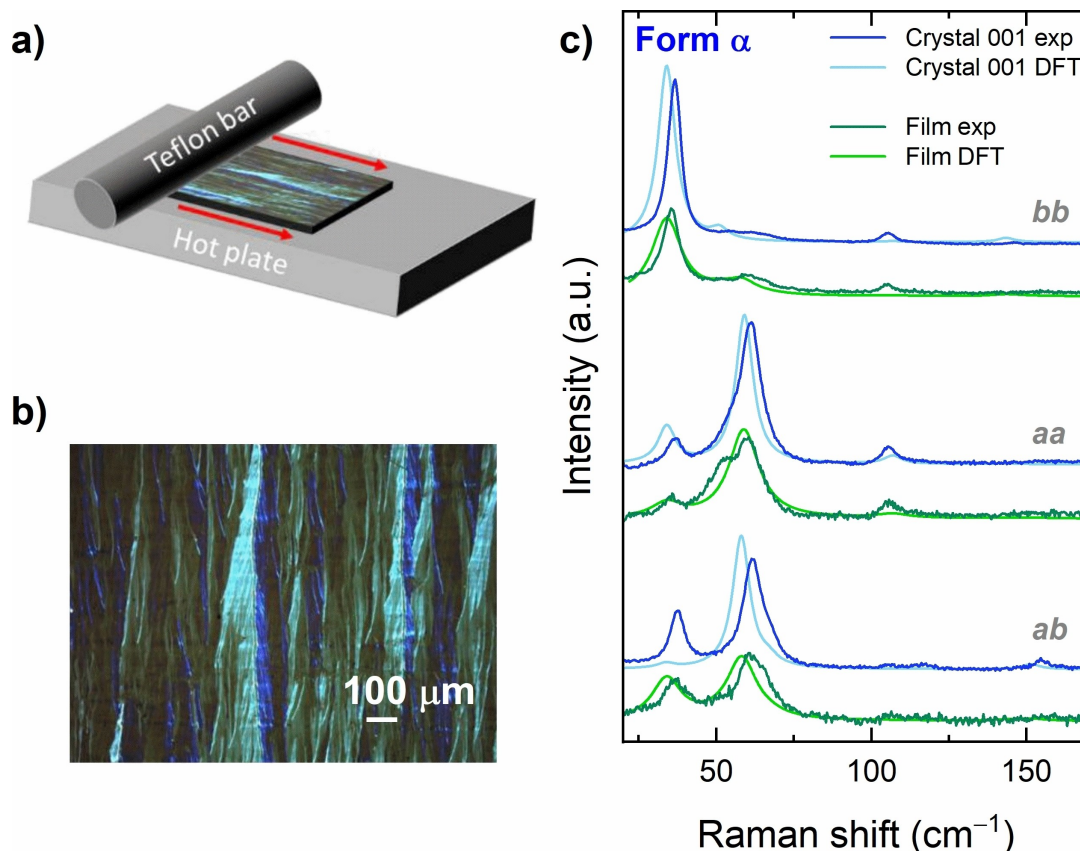 a)
Teflon bar
Hot plate
b)
100 μm
c)
Form α
Crystal 001 exp
Crystal 001 DFT
Film exp
Film DFT
bb
aa
ab
Intensity (a.u.)
50
100
150
Raman shift (cm⁻¹)